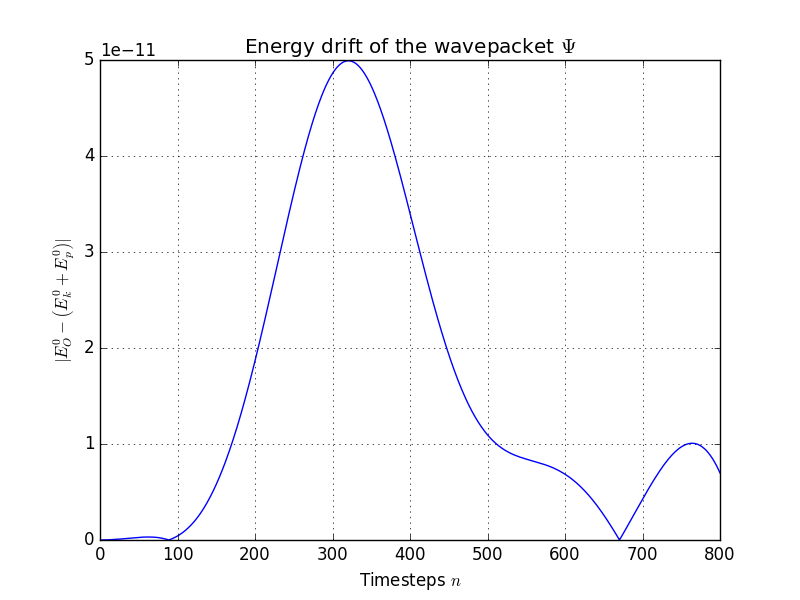 Energy drift of the wavepacket Ψ
1e−11
5
4
3
2
1
0
|E_O^0 − (E_k^0 + E_p^0)|
0 100 200 300 400 500 600 700 800
Timesteps n